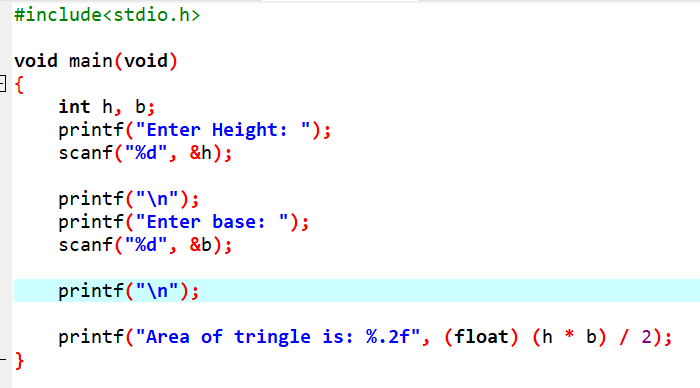 #include<stdio.h>
void main(void)
{
int h, b;
printf("Enter Height: ");
scanf("%d", &h);
printf("\n");
printf("Enter base: ");
scanf("%d", &b);
printf("\n");
printf("Area of tringle is: %.2f", (float) (h * b) / 2);
}